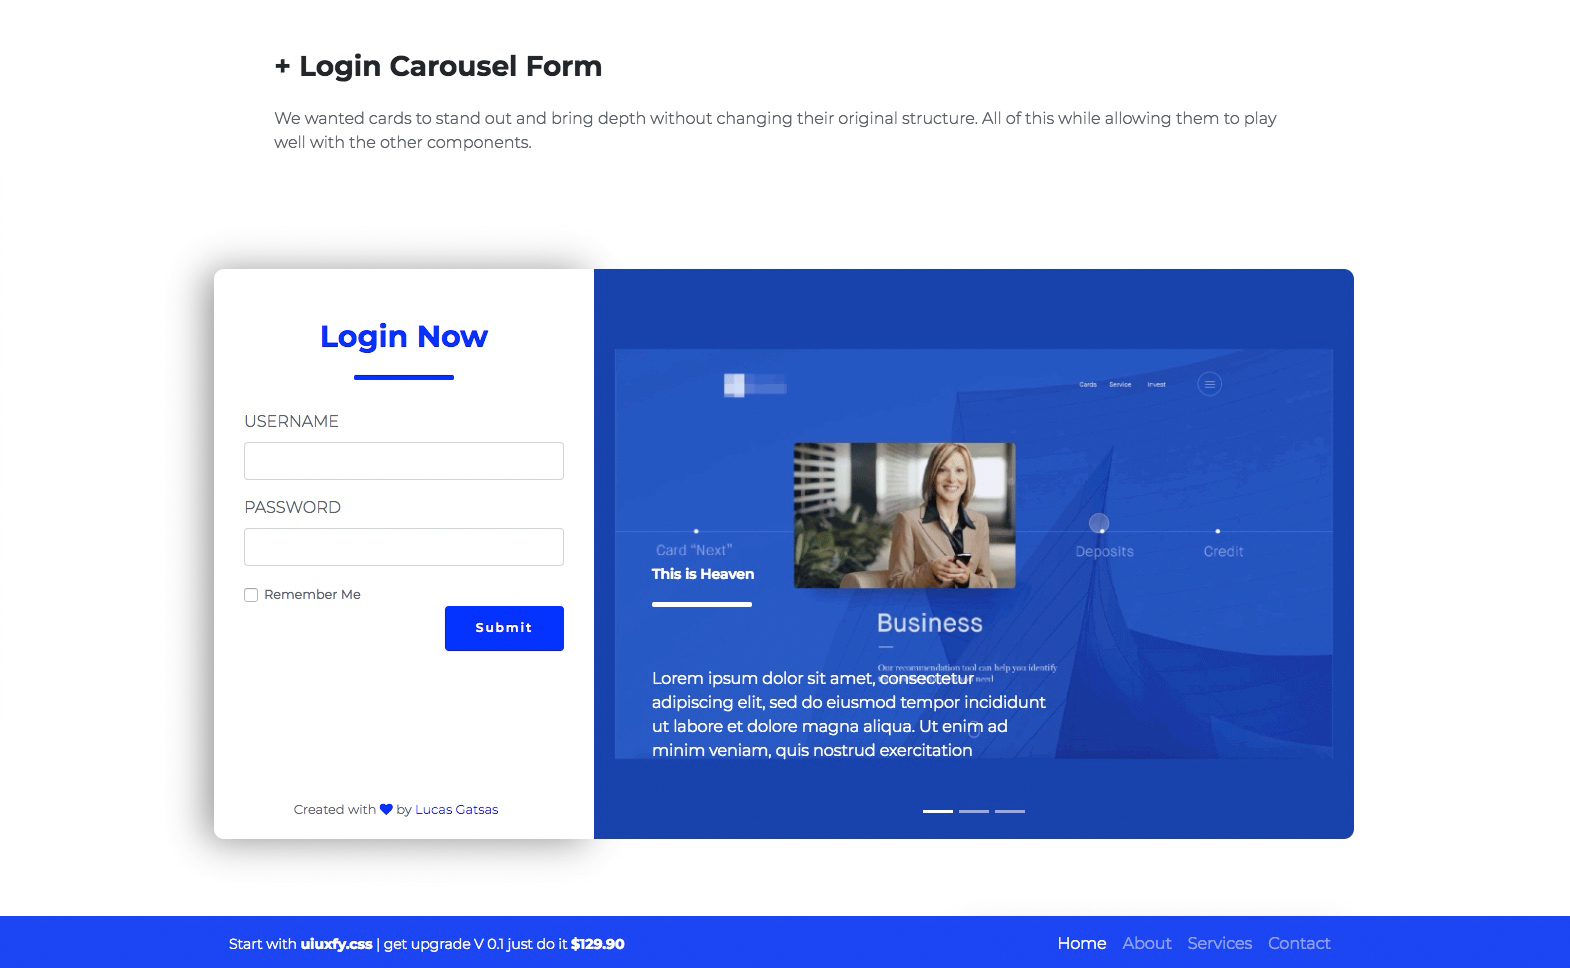 + Login Carousel Form
We wanted cards to stand out and bring depth without changing their original structure. All of this while allowing them to play
well with the other components.
Login Now
USERNAME
PASSWORD
Remember Me
Submit
Created with by Lucas Gatsas
Cards Service Invest
Card “Next”
Deposits
Credit
This is Heaven
Business
Our recommendation tool can help you identify
need
Lorem ipsum dolor sit amet, consectetur
adipiscing elit, sed do eiusmod tempor incididunt
ut labore et dolore magna aliqua. Ut enim ad
minim veniam, quis nostrud exercitation
Start with uiuxfy.css | get upgrade V 0.1 just do it $129.90
Home About Services Contact